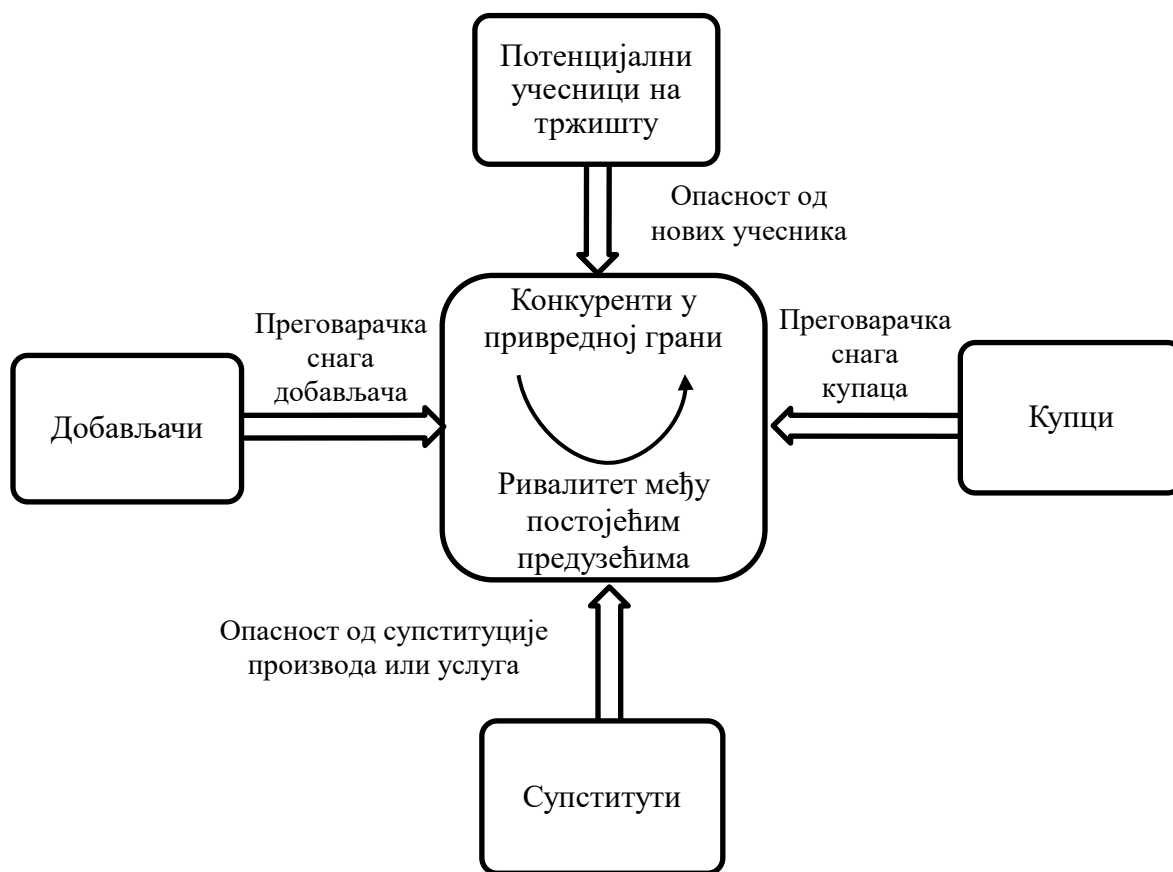 Потенцијални
учесници на
тржишту
Опасност од
нових учесника
Конкуренти у
привредној грани
Преговарачка
снага
добављача
Преговарачка
снага
купаца
Добављачи
Купци
Ривалитет међу
постојећим
предузећима
Опасност од супституције
производа или услуга
Супститути